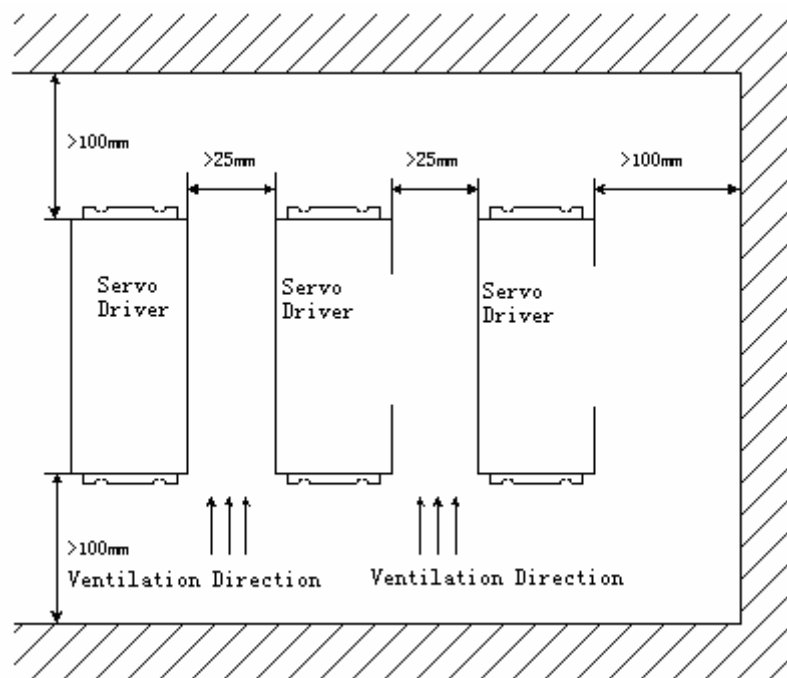 >100mm
>25mm
>25mm
>100mm
Servo
Driver
Servo
Driver
Servo
Driver
>100mm
Ventilation Direction
Ventilation Direction